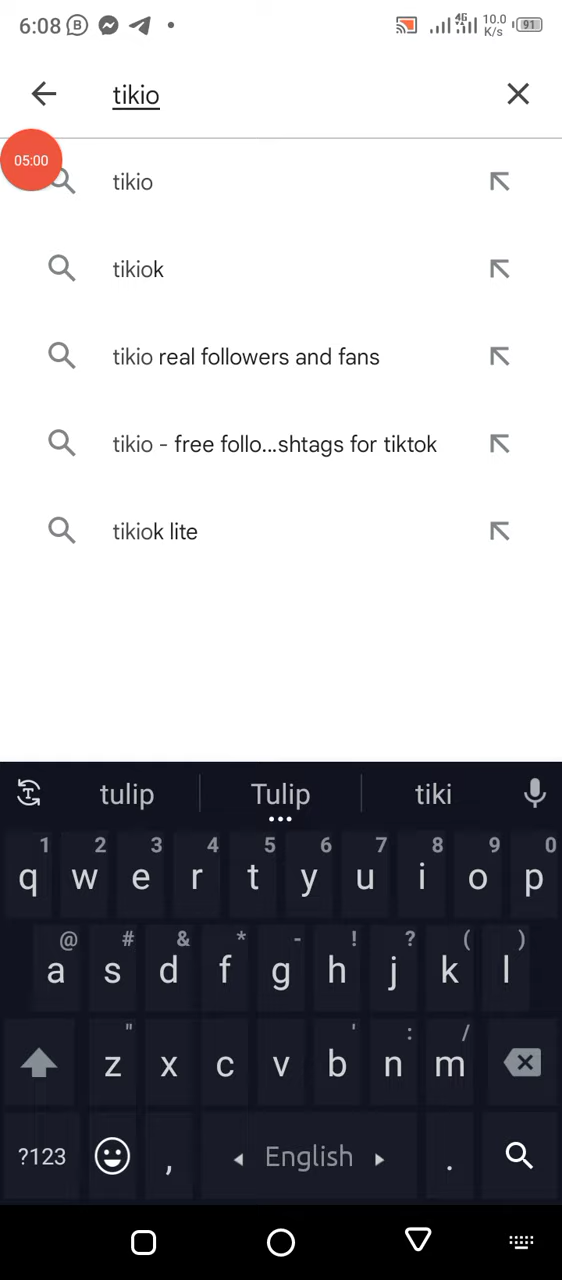 6:08 B 4G 10.0 K/s 91
tikio
05:00
tikio
tikiok
tikio real followers and fans
tikio - free follo...shtags for tiktok
tikiok lite
T tulip Tulip tiki
1 2 3 4 5 6 7 8 9 0
q w e r t y u i o p
@ # & * - ! ? ( )
a s d f g h j k l
" ' : /
z x c v b n m
?123 , English .